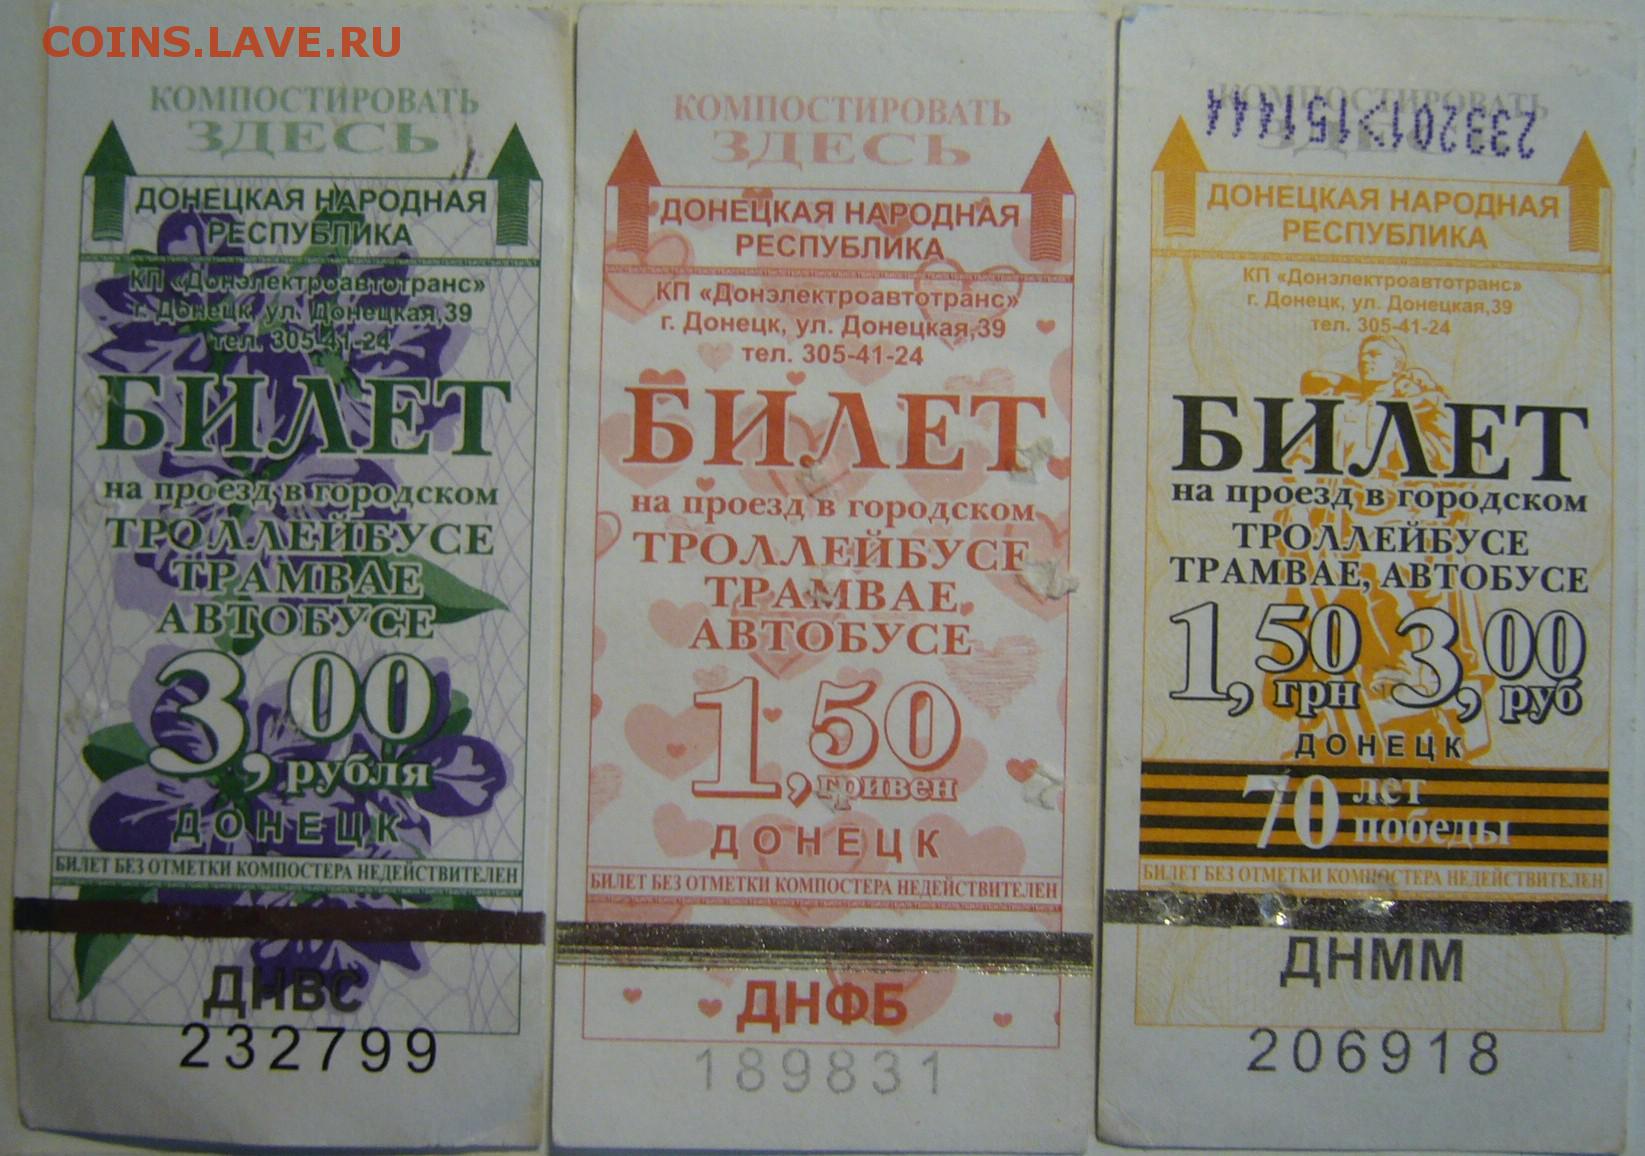 COINS.LAVE.RU
КОМПОСТИРОВАТЬ
ЗДЕСЬ
ДОНЕЦКАЯ НАРОДНАЯ
РЕСПУБЛИКА
КП «Донэлектроавтотранс»
г. Донецк, ул. Донецкая,39
тел. 305-41-24
БИЛЕТ
на проезд в городском
ТРОЛЛЕЙБУСЕ
ТРАМВАЕ
АВТОБУСЕ
3,00
рубля
ДОНЕЦК
БИЛЕТ БЕЗ ОТМЕТКИ КОМПОСТЕРА НЕДЕЙСТВИТЕЛЕН
ДНВС
232799
КОМПОСТИРОВАТЬ
ЗДЕСЬ
ДОНЕЦКАЯ НАРОДНАЯ
РЕСПУБЛИКА
КП «Донэлектроавтотранс»
г. Донецк, ул. Донецкая,39
тел. 305-41-24
БИЛЕТ
на проезд в городском
ТРОЛЛЕЙБУСЕ
ТРАМВАЕ
АВТОБУСЕ
1,50
гривен
ДОНЕЦК
БИЛЕТ БЕЗ ОТМЕТКИ КОМПОСТЕРА НЕДЕЙСТВИТЕЛЕН
ДНФБ
189831
КОМПОСТИРОВАТЬ
ЗДЕСЬ
233201>151444
ДОНЕЦКАЯ НАРОДНАЯ
РЕСПУБЛИКА
КП «Донэлектроавтотранс»
г. Донецк, ул. Донецкая,39
тел. 305-41-24
БИЛЕТ
на проезд в городском
ТРОЛЛЕЙБУСЕ
ТРАМВАЕ, АВТОБУСЕ
1,50 грн 3,00 руб
ДОНЕЦК
70 лет
победы
БИЛЕТ БЕЗ ОТМЕТКИ КОМПОСТЕРА НЕДЕЙСТВИТЕЛЕН
ДНММ
206918